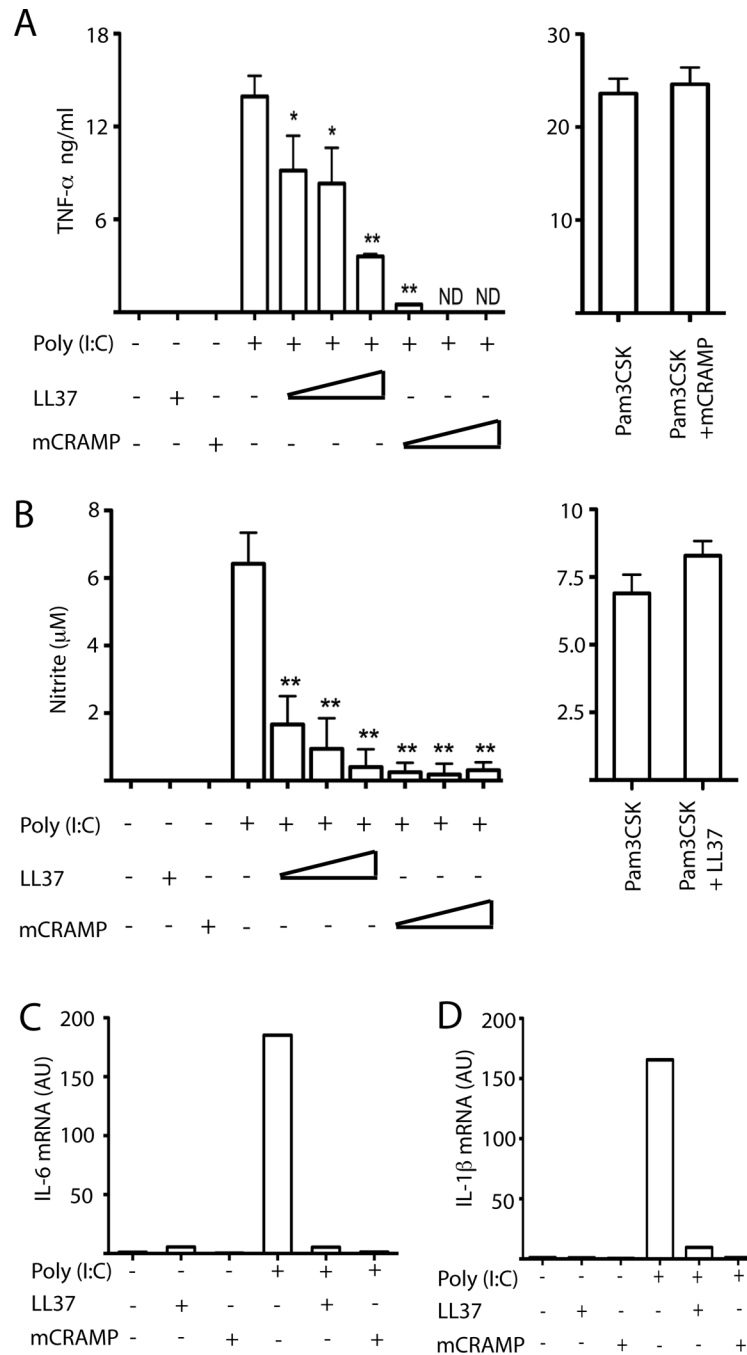 A
18
12
6
TNF-α ng/ml
* * ** ** ND ND
Poly (I:C) - - - + + + + + + +
LL37 - + - - - - -
mCRAMP - - + - - - -
30
20
10
Pam3CSK
Pam3CSK
+mCRAMP
B
8
6
4
2
Nitrite (μM)
** ** ** ** ** **
Poly (I:C) - - - + + + + + + +
LL37 - + - - - - -
mCRAMP - - + - - - -
10
7.5
5.0
2.5
Pam3CSK
Pam3CSK
+ LL37
C
200
150
100
50
IL-6 mRNA (AU)
Poly (I:C) - - - + + +
LL37 - + - - + -
mCRAMP - - + - - +
D
200
150
100
50
IL-1β mRNA (AU)
Poly (I:C) - - - + + +
LL37 - + - - + -
mCRAMP - - + - - +